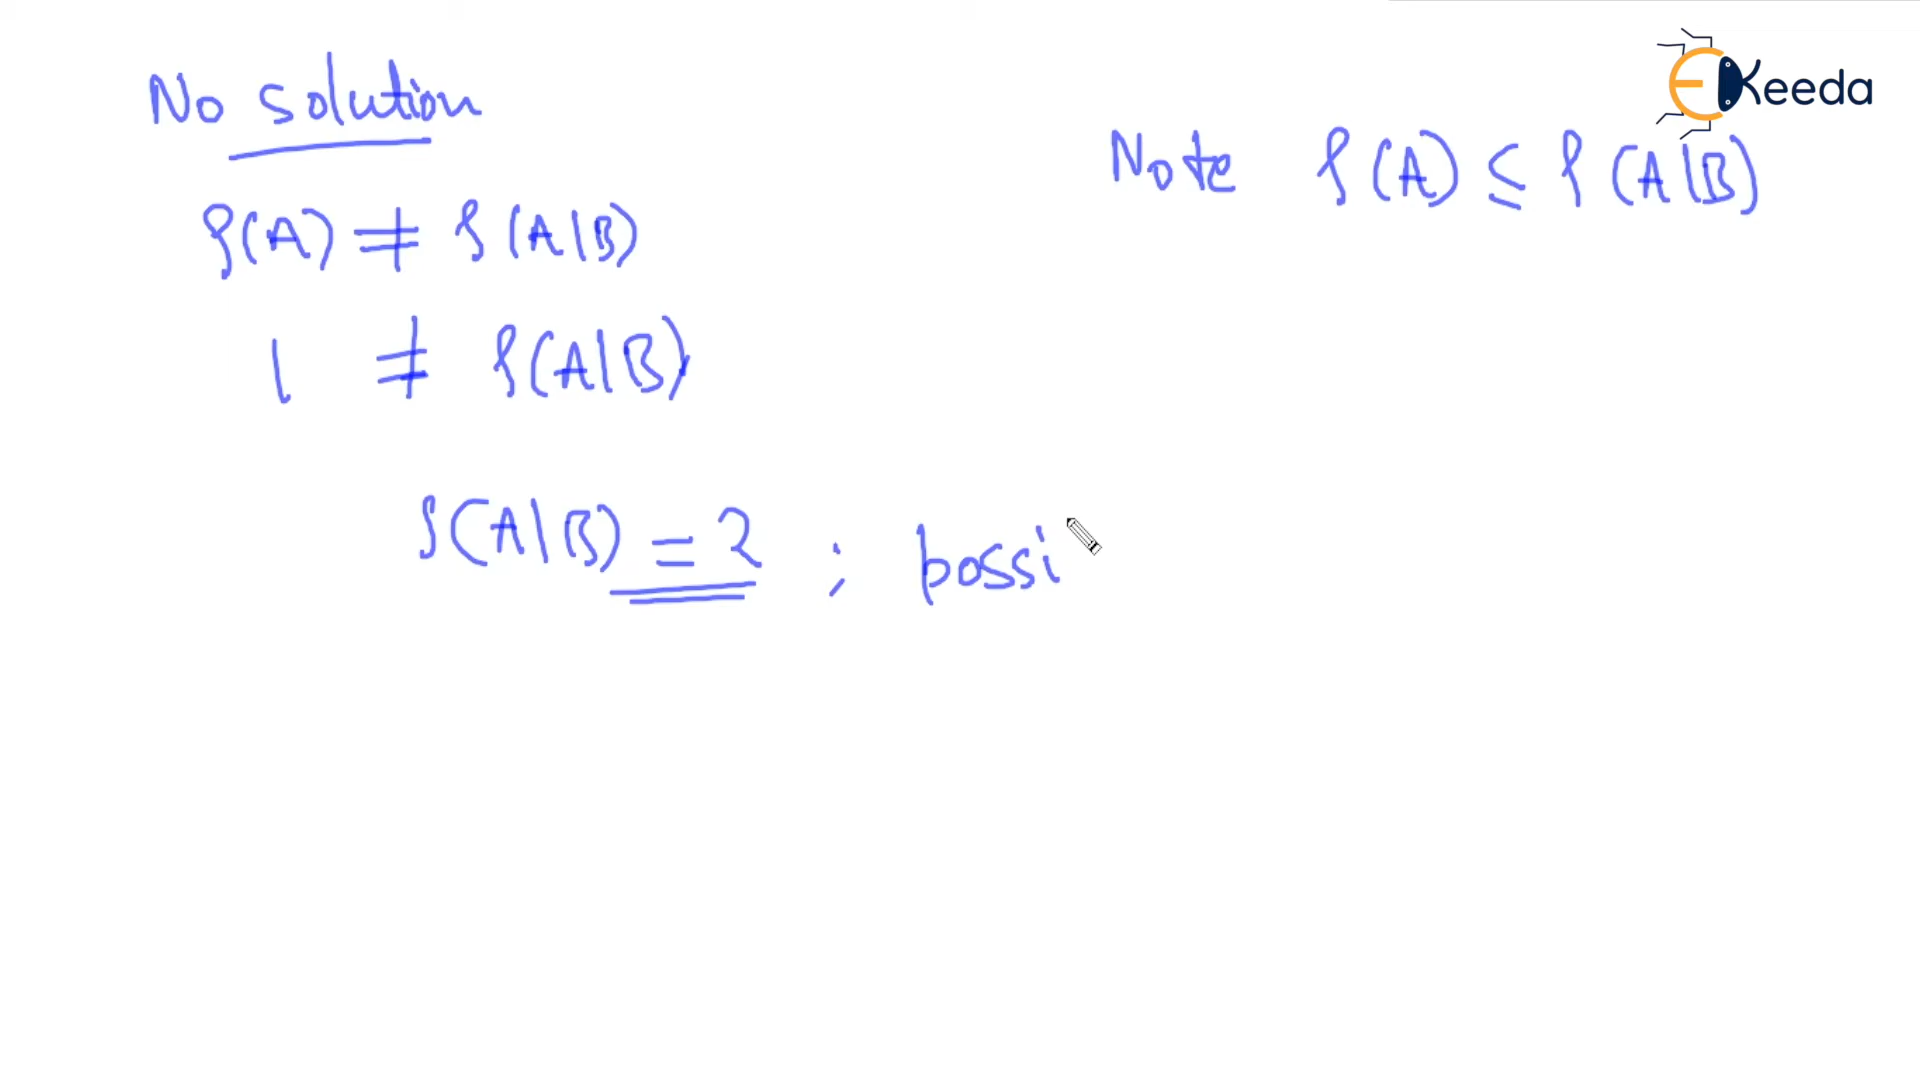 No solution
ρ(A) ≠ ρ(A|B)
1 ≠ ρ(A|B)
ρ(A|B) = 2 ; possi
EKeeda
Note ρ(A) ≤ ρ(A|B)